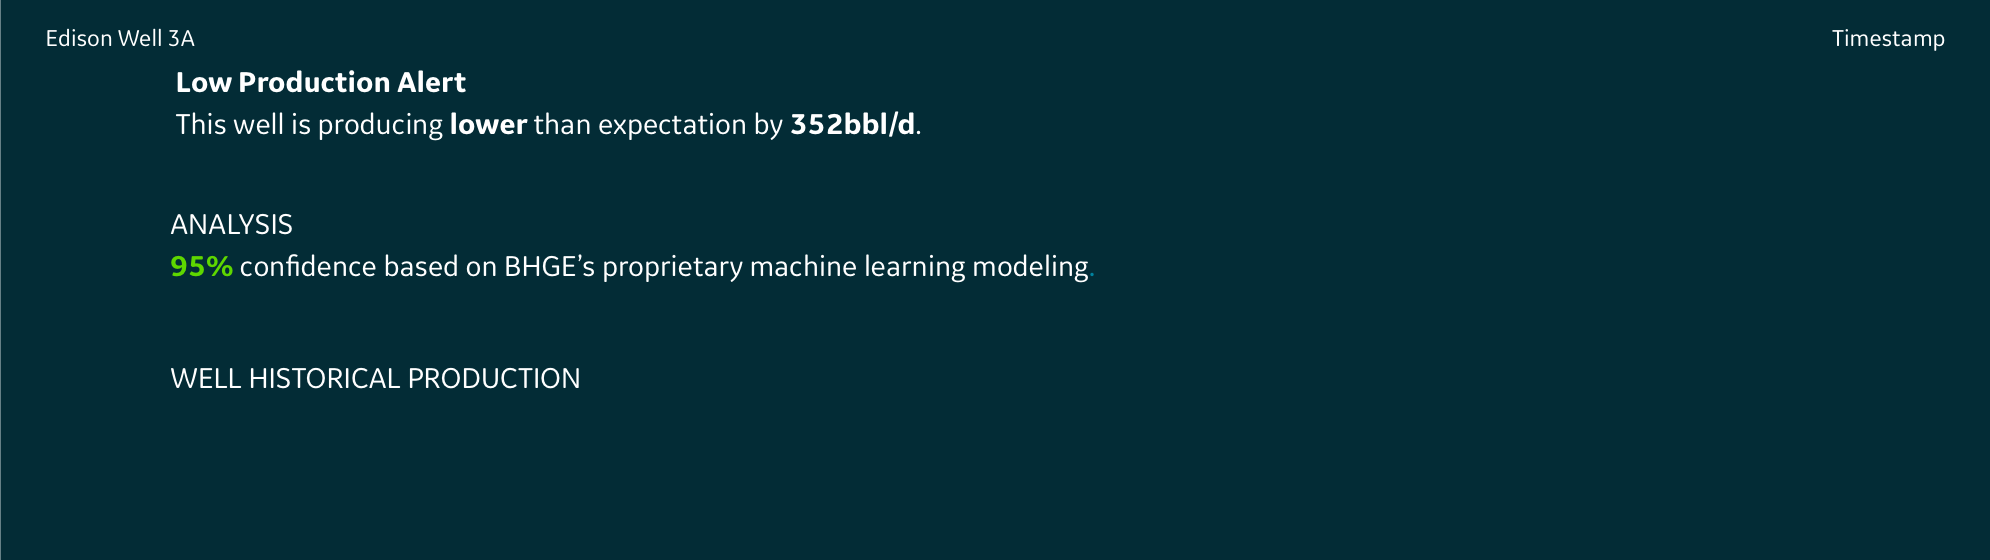 Edison Well 3A
Timestamp
Low Production Alert
This well is producing lower than expectation by 352bbl/d.
ANALYSIS
95% confidence based on BHGE’s proprietary machine learning modeling.
WELL HISTORICAL PRODUCTION